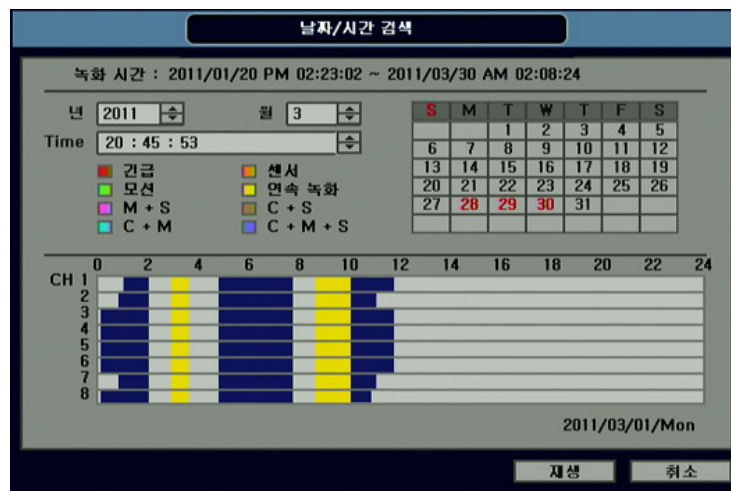 날짜/시간 검색
녹화 시간 : 2011/01/20 PM 02:23:02 ~ 2011/03/30 AM 02:08:24
년 2011 월 3
Time 20 : 45 : 53
긴급 센서
모션 연속 녹화
M + S C + S
C + M C + M + S
S M T W T F S
1 2 3 4 5
6 7 8 9 10 11 12
13 14 15 16 17 18 19
20 21 22 23 24 25 26
27 28 29 30 31
0 2 4 6 8 10 12 14 16 18 20 22 24
CH 1
2
3
4
5
6
7
8
2011/03/01/Mon
재생 취소